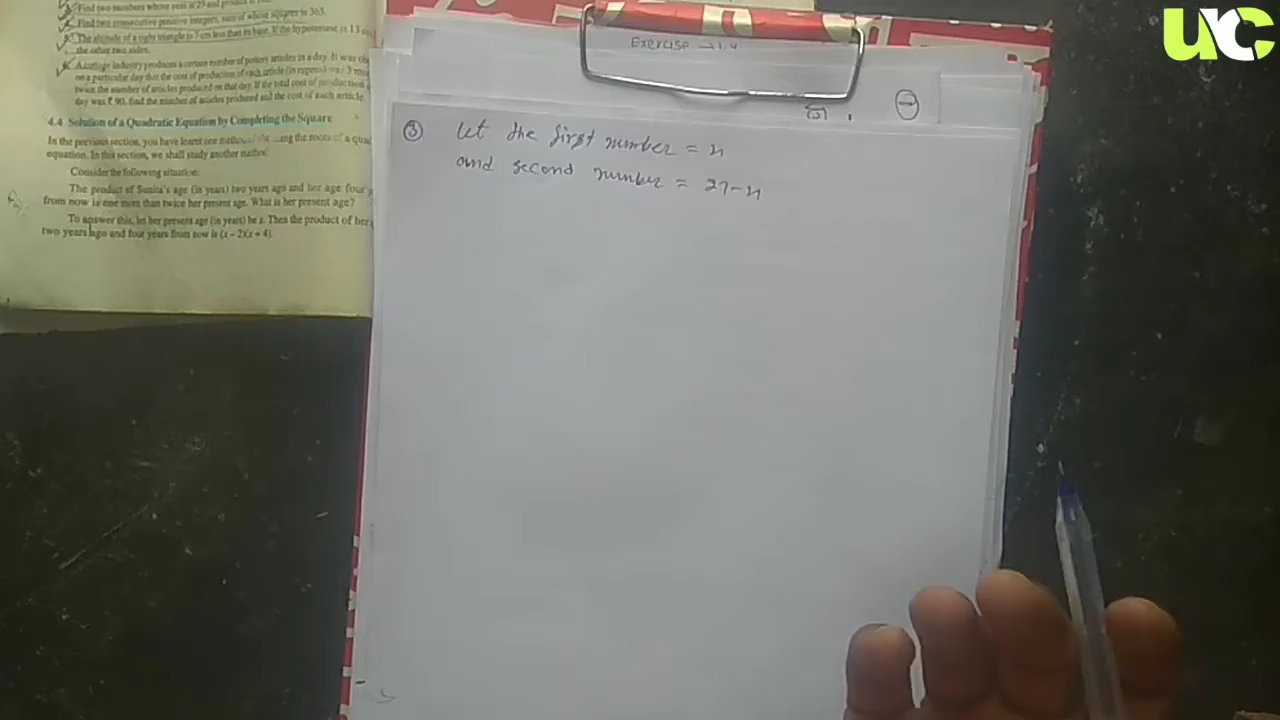 Find two numbers whose sum is 27 and product is
Find two consecutive positive integers, sum of whose squares is 365.
The altitude of a right triangle is 7 cm less than its base. If the hypotenuse is 13
the other two sides.
A cottage industry produces a certain number of pottery articles in a day. It was
on a particular day that the cost of production of each article (in rupees) was 3
twice the number of articles produced on that day. If the total cost of production
day was ₹ 90, find the number of articles produced and the cost of each article.
4.4 Solution of a Quadratic Equation by Completing the Square
In the previous section, you have learnt one method of the roots of a
equation. In this section, we shall study another method.
Consider the following situation:
The product of Sunita's age (in years) two years ago and her age four
from now is one more than twice her present age. What is her present age?
To answer this, let her present age (in years) be x. Then the product of her
two years ago and four years from now is (x – 2)(x + 4).
Exercise
③ Let the first number = x
and second number = 27-x
UC